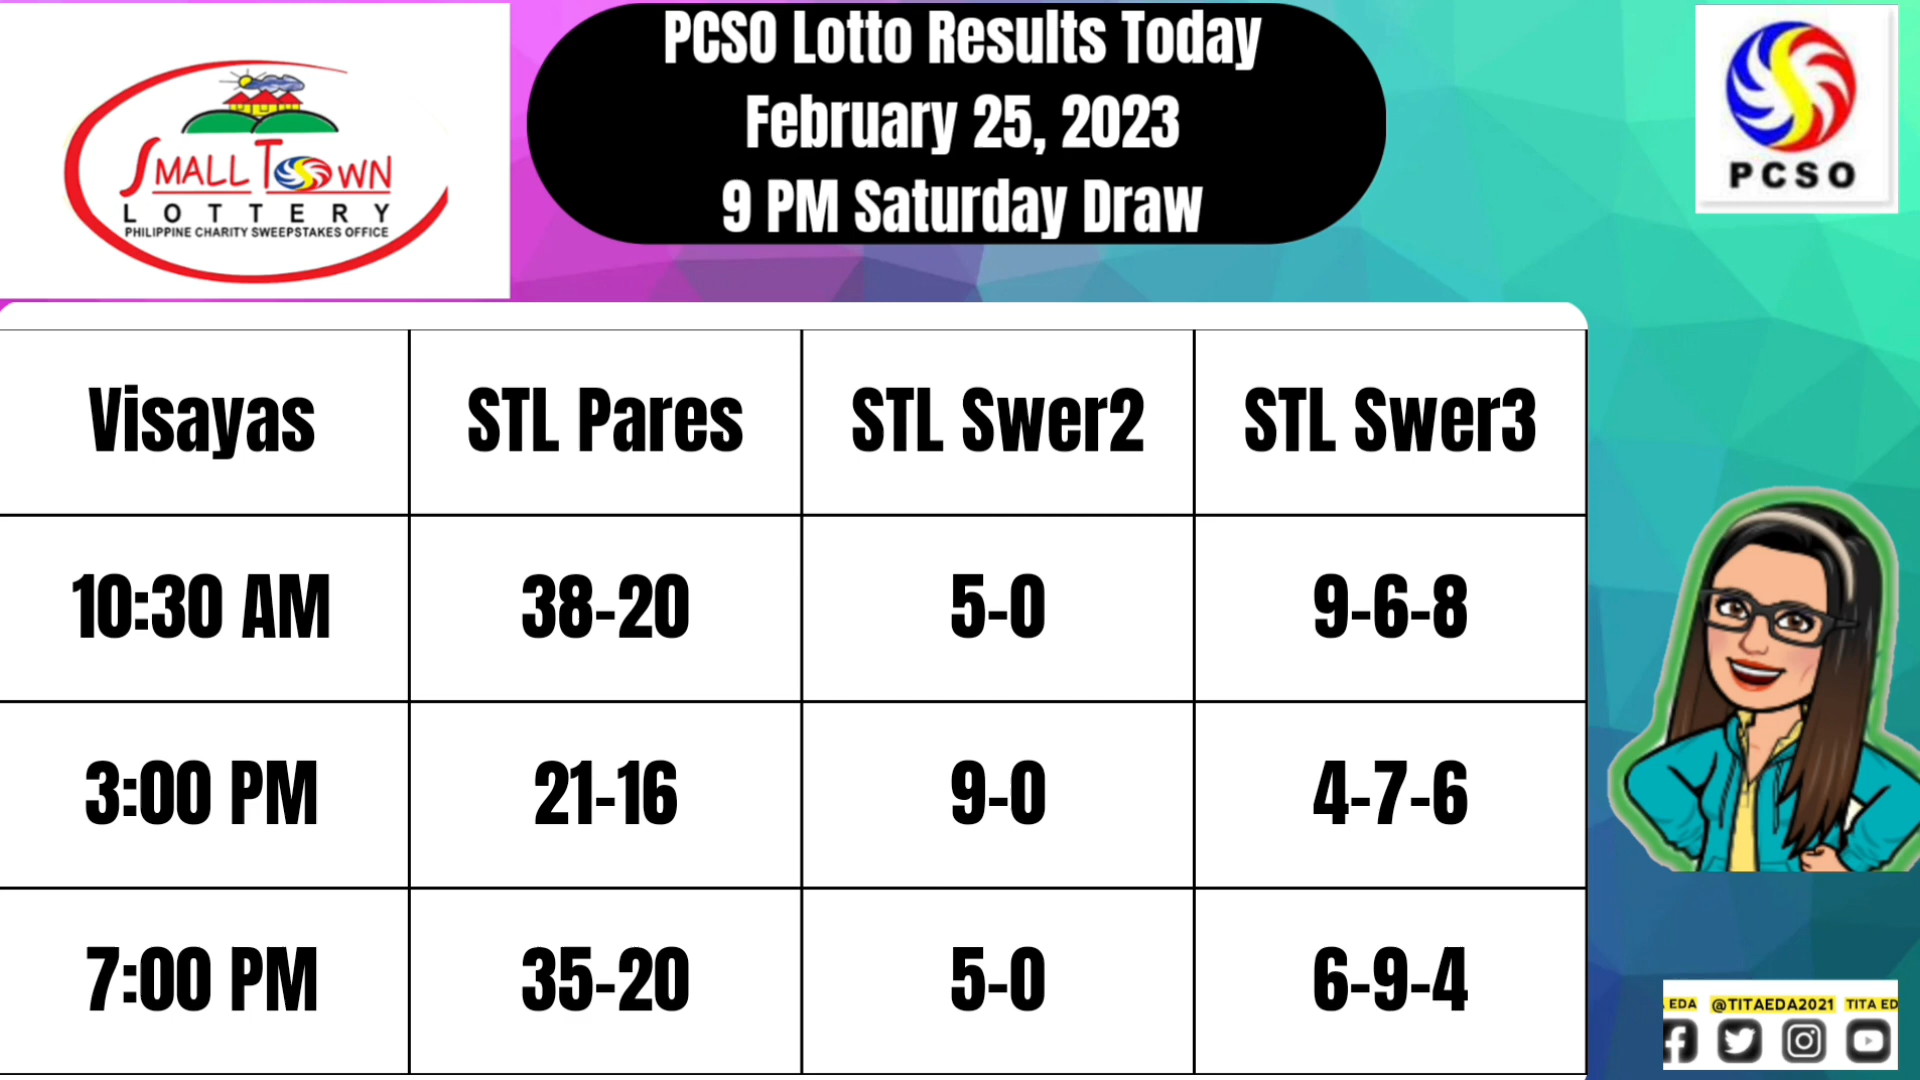 SMALL TOWN
LOTTERY
PHILIPPINE CHARITY SWEEPSTAKES OFFICE
PCSO Lotto Results Today
February 25, 2023
9 PM Saturday Draw
PCSO
Visayas STL Pares STL Swer2 STL Swer3
10:30 AM 38-20 5-0 9-6-8
3:00 PM 21-16 9-0 4-7-6
7:00 PM 35-20 5-0 6-9-4
EDA @TITAEDA2021 TITA ED